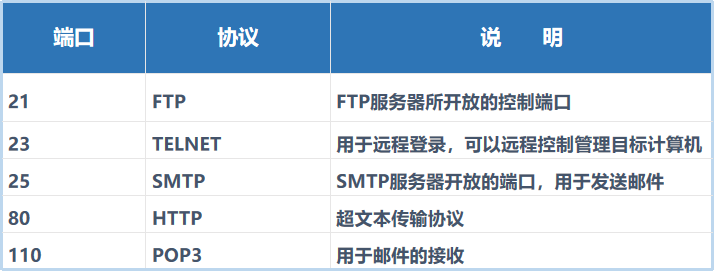 端口 协议 说 明
21 FTP FTP服务器所开放的控制端口
23 TELNET 用于远程登录，可以远程控制管理目标计算机
25 SMTP SMTP服务器开放的端口，用于发送邮件
80 HTTP 超文本传输协议
110 POP3 用于邮件的接收